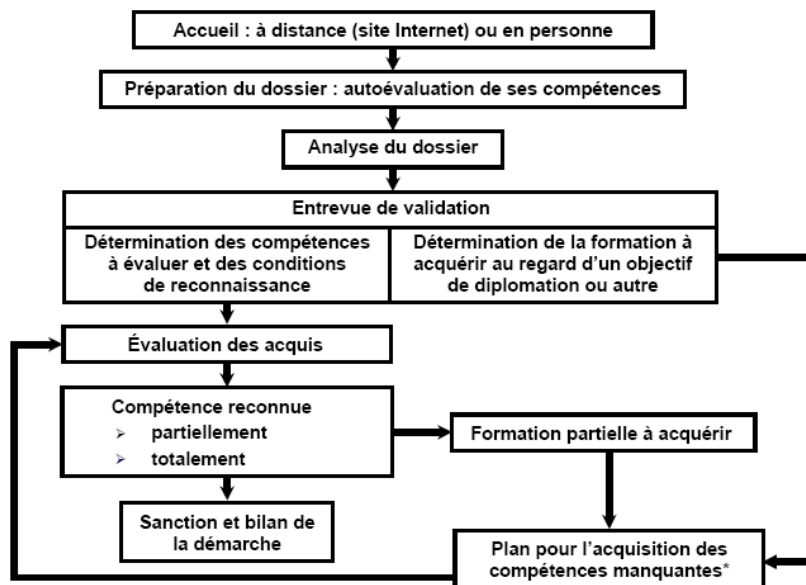 Accueil : à distance (site Internet) ou en personne
Préparation du dossier : autoévaluation de ses compétences
Analyse du dossier
Entrevue de validation
Détermination des compétences
à évaluer et des conditions
de reconnaissance
Détermination de la formation à
acquérir au regard d'un objectif
de diplomation ou autre
Évaluation des acquis
Compétence reconnue
partiellement
totalement
Formation partielle à acquérir
Sanction et bilan de
la démarche
Plan pour l'acquisition des
compétences manquantes*